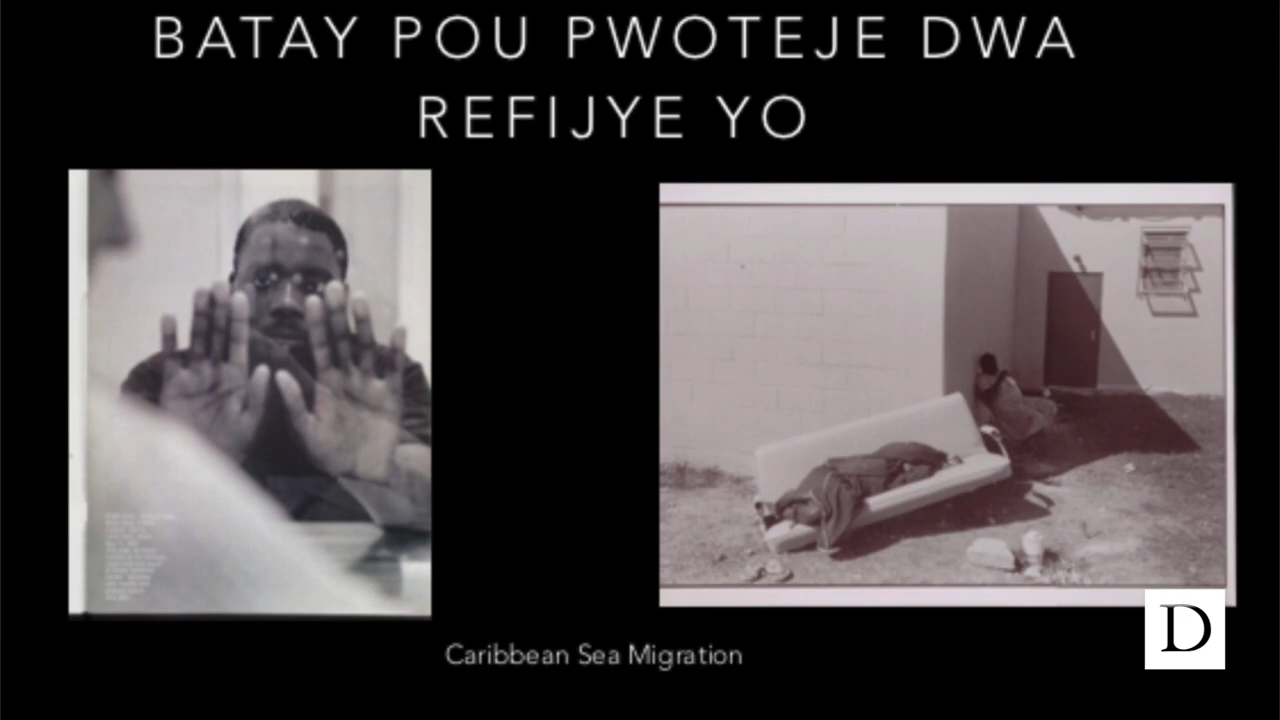 BATAY POU PWOTEJE DWA
REFIJYE YO
Caribbean Sea Migration
D